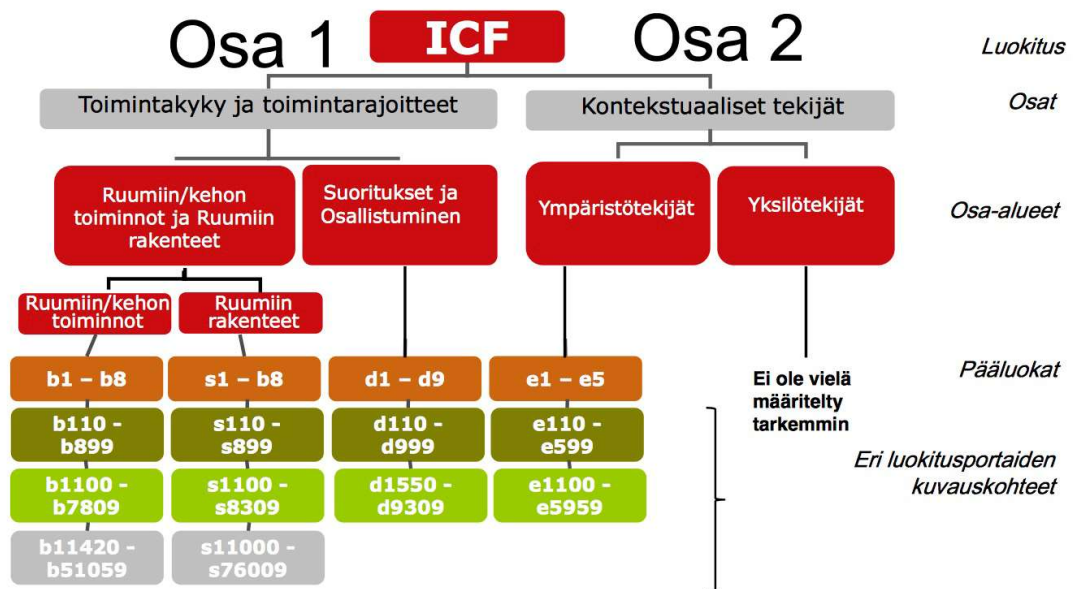 Osa 1
ICF
Osa 2
Luokitus
Toimintakyky ja toimintarajoitteet
Kontekstuaaliset tekijät
Osat
Ruumiin/kehon
toiminnot ja Ruumiin
rakenteet
Suoritukset ja
Osallistuminen
Ympäristötekijät
Yksilötekijät
Osa-alueet
Ruumiin/kehon
toiminnot
Ruumiin
rakenteet
b1 – b8
s1 – b8
d1 – d9
e1 – e5
Ei ole vielä
määritelty
tarkemmin
Pääluokat
b110 -
b899
s110 -
s899
d110 -
d999
e110 -
e599
Eri luokitusportaiden
kuvauskohteet
b1100 -
b7809
s1100 -
s8309
d1550 -
d9309
e1100 -
e5959
b11420 -
b51059
s11000 -
s76009